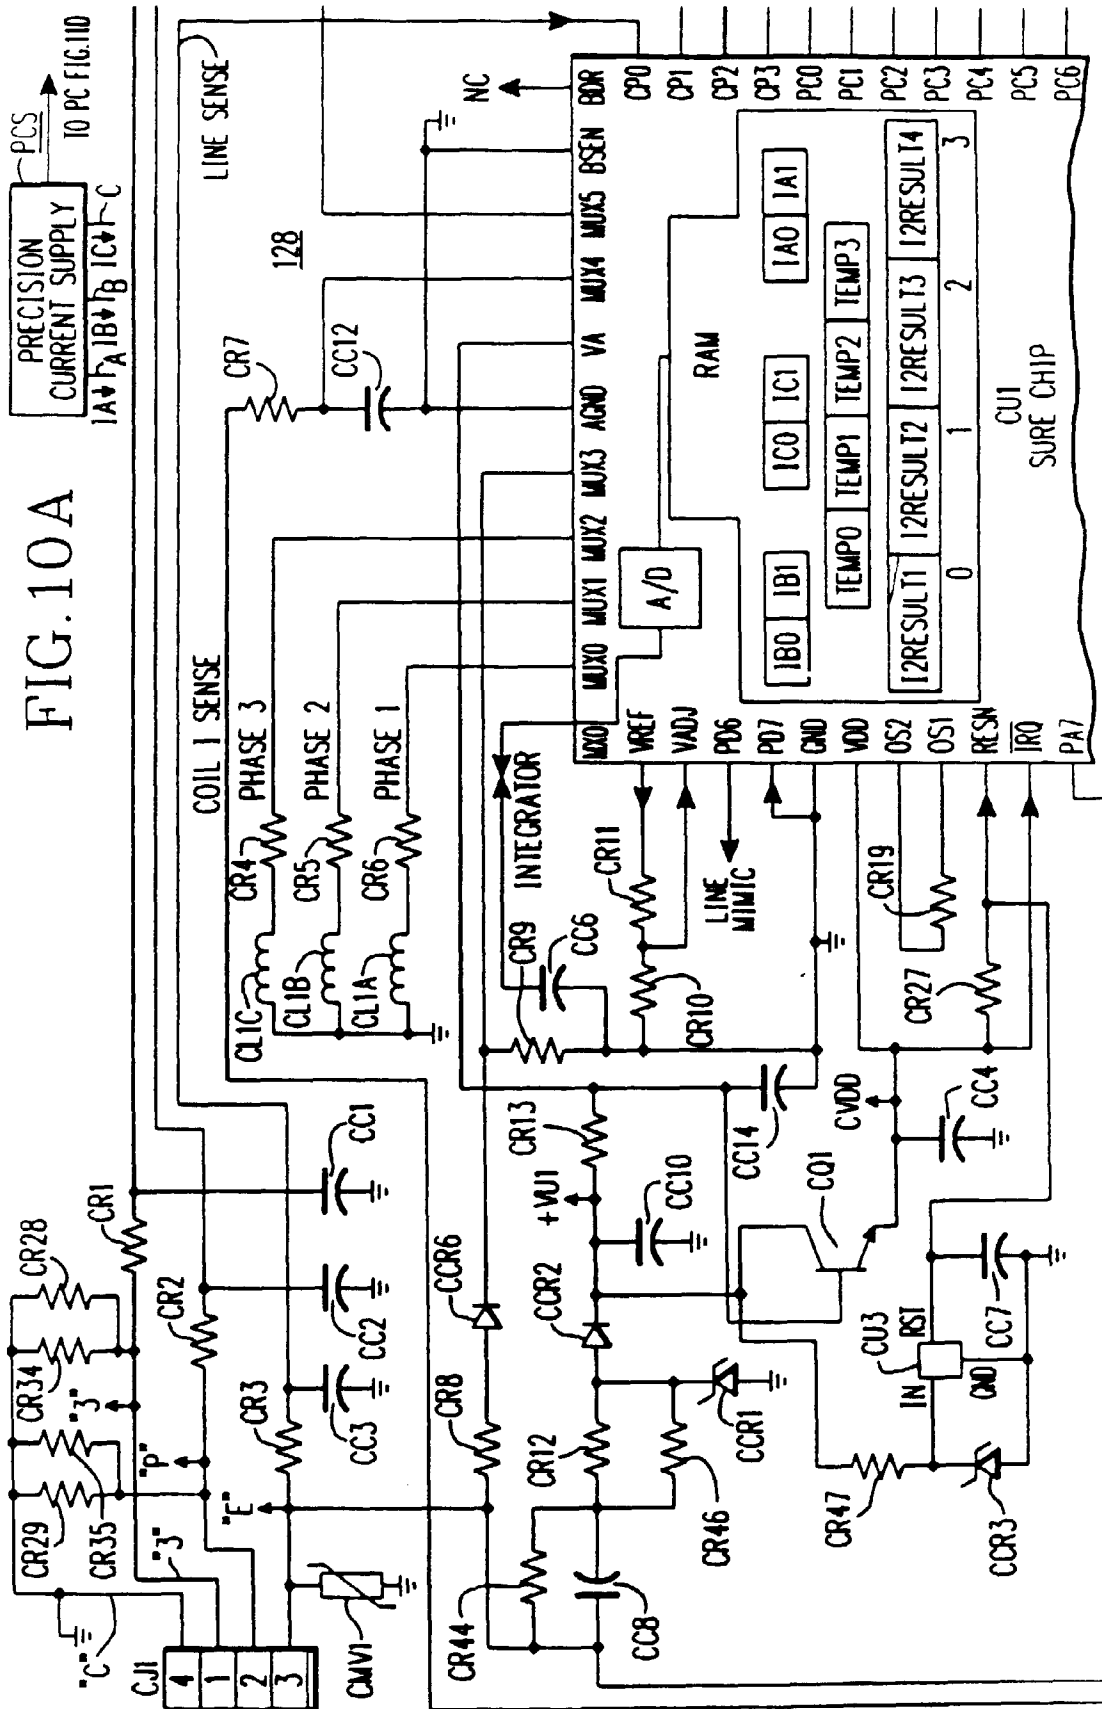 FIG. 10A
PRECISION
CURRENT SUPPLY
PCS
TO PC FIG. 11D
IA IB IC
A B C
LINE SENSE
128
COIL 1 SENSE
CJ1
4
1
2
3
"C"
"3"
CR29
CR35
CR34
CR28
"P"
"3"
CR1
CR2
CR3
"E"
CMV1
CC3
CC2
CC1
CL1C
CR4
PHASE 3
CL1B
CR5
PHASE 2
CL1A
CR6
PHASE 1
CR7
CC12
NC
CR44
CC8
CR8
CCR6
CR9
CC6
INTEGRATOR
CR12
CR46
CCR1
CCR2
+VU1
CC10
CR13
CC14
CR10
CR11
LINE
MIMIC
CQ1
CVDD
CC4
CR27
CR19
CR47
CCR3
CU3
IN
RST
GND
CC7
MXO
MUX0
MUX1
MUX2
MUX3
AGND
VA
MUX4
MUX5
BSEN
BDR
VREF
VADJ
PD6
PD7
GND
VDD
OS2
OS1
RESN
IRQ
PA7
CP0
CP1
CP2
CP3
PC0
PC1
PC2
PC3
PC4
PC5
PC6
A/D
RAM
IB0 IB1
IC0 IC1
IA0 IA1
TEMP0 TEMP1 TEMP2 TEMP3
I2RESULT1 I2RESULT2 I2RESULT3 I2RESULT4
0 1 2 3
CU1
SURE CHIP